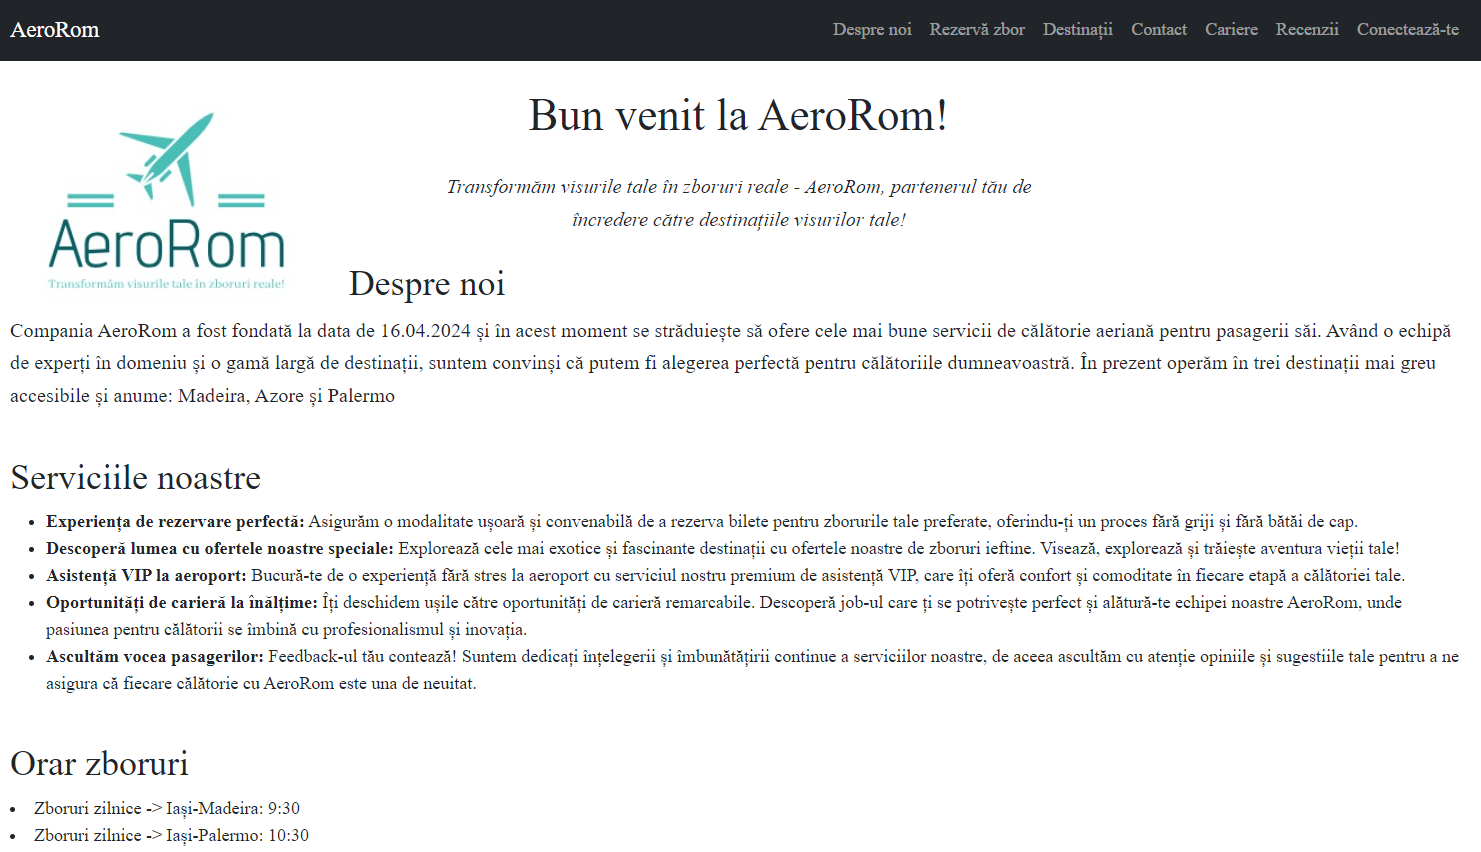 AeroRom
Despre noi
Rezervă zbor
Destinații
Contact
Cariere
Recenzii
Conectează-te
AeroRom
Transformăm visurile tale în zboruri reale!
Bun venit la AeroRom!
Transformăm visurile tale în zboruri reale - AeroRom, partenerul tău de
încredere către destinațiile visurilor tale!
Despre noi
Compania AeroRom a fost fondată la data de 16.04.2024 și în acest moment se străduiește să ofere cele mai bune servicii de călătorie aeriană pentru pasagerii săi. Având o echipă
de experți în domeniu și o gamă largă de destinații, suntem convinși că putem fi alegerea perfectă pentru călătoriile dumneavoastră. În prezent operăm în trei destinații mai greu
accesibile și anume: Madeira, Azore și Palermo
Serviciile noastre
• Experiența de rezervare perfectă: Asigurăm o modalitate ușoară și convenabilă de a rezerva bilete pentru zborurile tale preferate, oferindu-ți un proces fără griji și fără bătăi de cap.
• Descoperă lumea cu ofertele noastre speciale: Explorează cele mai exotice și fascinante destinații cu ofertele noastre de zboruri ieftine. Visează, explorează și trăiește aventura vieții tale!
• Asistență VIP la aeroport: Bucură-te de o experiență fără stres la aeroport cu serviciul nostru premium de asistență VIP, care îți oferă confort și comoditate în fiecare etapă a călătoriei tale.
• Oportunități de carieră la înălțime: Îți deschidem ușile către oportunități de carieră remarcabile. Descoperă job-ul care ți se potrivește perfect și alătură-te echipei noastre AeroRom, unde
pasiunea pentru călătorii se îmbină cu profesionalismul și inovația.
• Ascultăm vocea pasagerilor: Feedback-ul tău contează! Suntem dedicați înțelegerii și îmbunătățirii continue a serviciilor noastre, de aceea ascultăm cu atenție opiniile și sugestiile tale pentru a ne
asigura că fiecare călătorie cu AeroRom este una de neuitat.
Orar zboruri
• Zboruri zilnice -> Iași-Madeira: 9:30
• Zboruri zilnice -> Iași-Palermo: 10:30